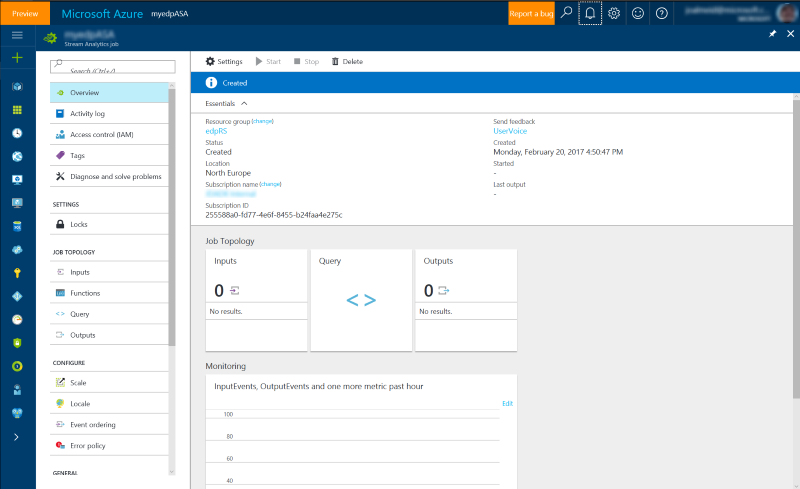 Preview
Microsoft Azure myedpASA
Report a bug
Stream Analytics job
Search (Ctrl+/)
Overview
Activity log
Access control (IAM)
Tags
Diagnose and solve problems
SETTINGS
Locks
JOB TOPOLOGY
Inputs
Functions
Query
Outputs
CONFIGURE
Scale
Locale
Event ordering
Error policy
GENERAL
Settings Start Stop Delete
Created
Essentials
Resource group (change)
edpRS
Status
Created
Location
North Europe
Subscription name (change)
Subscription ID
255588a0-fd77-4e6f-8455-b24faa4e275c
Send feedback
UserVoice
Created
Monday, February 20, 2017 4:50:47 PM
Started
-
Last output
-
Job Topology
Inputs
0
No results.
Query
< >
Outputs
0
No results.
Monitoring
InputEvents, OutputEvents and one more metric past hour
Edit
100
80
60
40